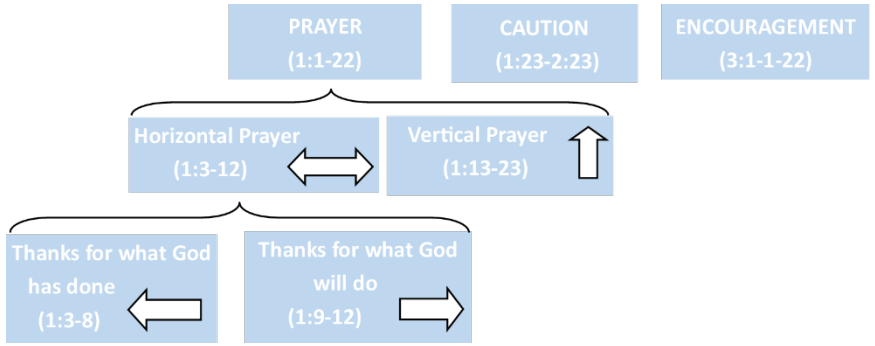 PRAYER
(1:1-22)
CAUTION
(1:23-2:23)
ENCOURAGEMENT
(3:1-1-22)
Horizontal Prayer
(1:3-12)
Vertical Prayer
(1:13-23)
Thanks for what God
has done
(1:3-8)
Thanks for what God
will do
(1:9-12)